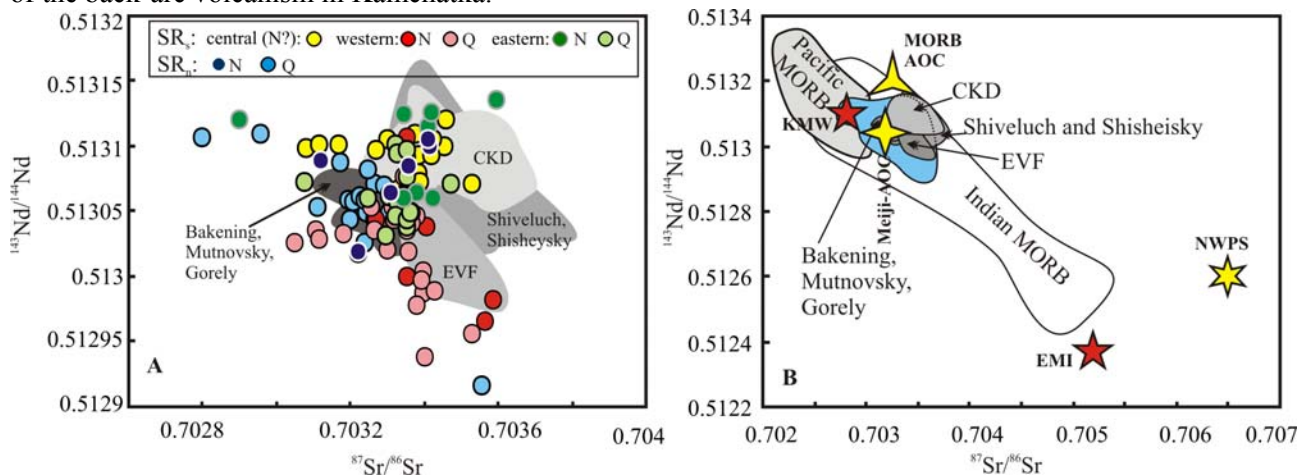 of the back-arc volcanism in Kamchatka.
SRs: central (N?): western: N Q eastern: N Q
SRn: N Q
0.5132
0.51315
0.5131
0.51305
0.513
0.51295
0.5129
¹⁴³Nd/¹⁴⁴Nd
CKD
Shiveluch,
Shisheysky
EVF
Bakening,
Mutnovsky,
Gorely
A
0.7028
0.7032
0.7036
0.704
⁸⁷Sr/⁸⁶Sr
0.5134
0.5132
0.513
0.5128
0.5126
0.5124
0.5122
¹⁴³Nd/¹⁴⁴Nd
Pacific
MORB
MORB
AOC
KMW
CKD
Shiveluch and Shisheisky
EVF
Meiji-AOC
Indian MORB
Bakening,
Mutnovsky,
Gorely
NWPS
EMI
B
0.702
0.703
0.704
0.705
0.706
0.707
⁸⁷Sr/⁸⁶Sr